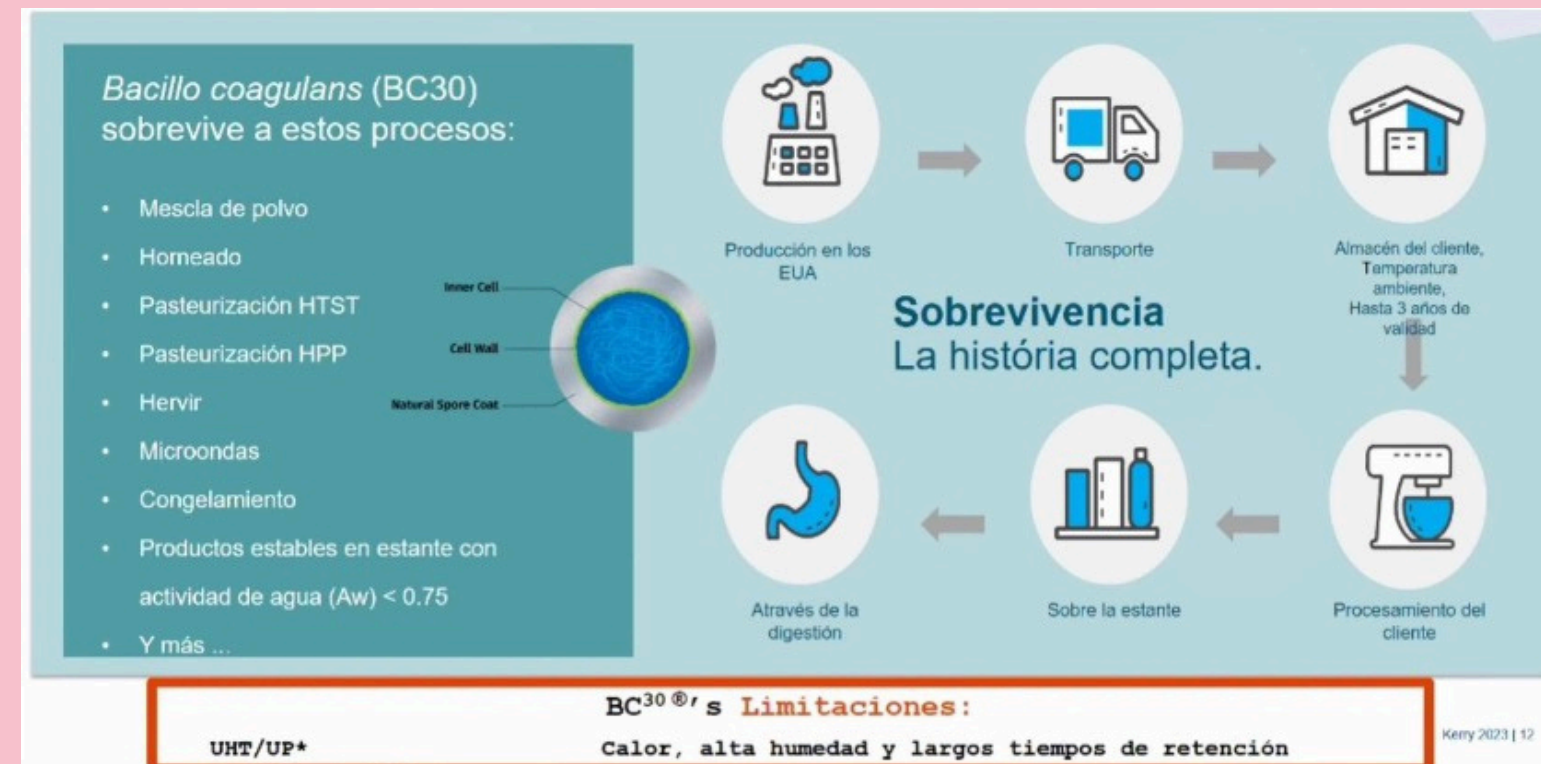 Bacillo coagulans (BC30)
sobrevive a estos procesos:
• Mescla de polvo
• Horneado
• Pasteurización HTST
• Pasteurización HPP
• Hervir
• Microondas
• Congelamiento
• Productos estables en estante con
actividad de agua (Aw) < 0.75
• Y más ...
Inner Cell
Cell Wall
Natural Spore Coat
Producción en los
EUA
Transporte
Almacén del cliente,
Temperatura
ambiente,
Hasta 3 años de
validad
Sobrevivencia
La história completa.
Através de la
digestión
Sobre la estante
Procesamiento del
cliente
BC30®'s Limitaciones:
UHT/UP* Calor, alta humedad y largos tiempos de retención
Kerry 2023 | 12